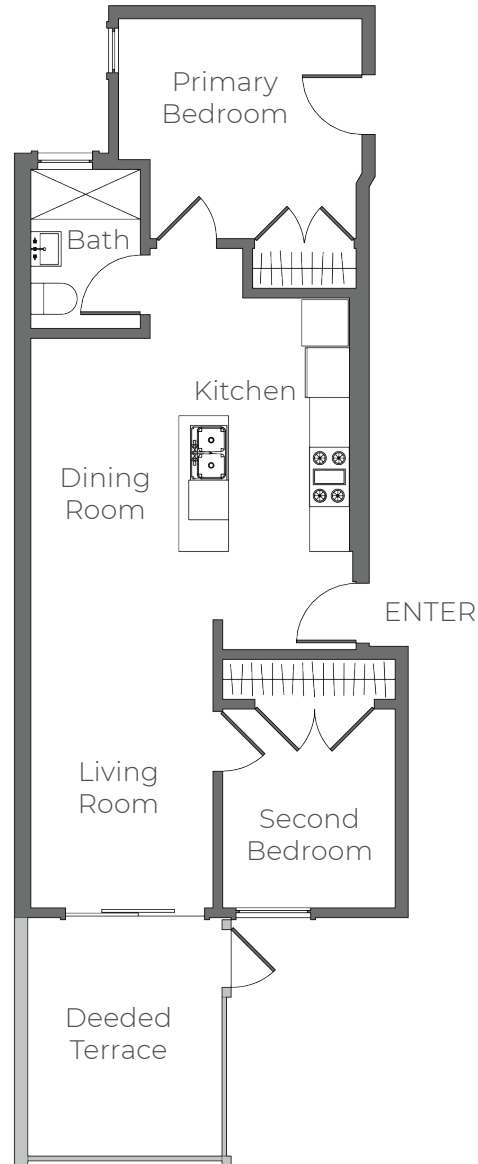 Primary
Bedroom
Bath
Kitchen
Dining
Room
ENTER
Living
Room
Second
Bedroom
Deeded
Terrace